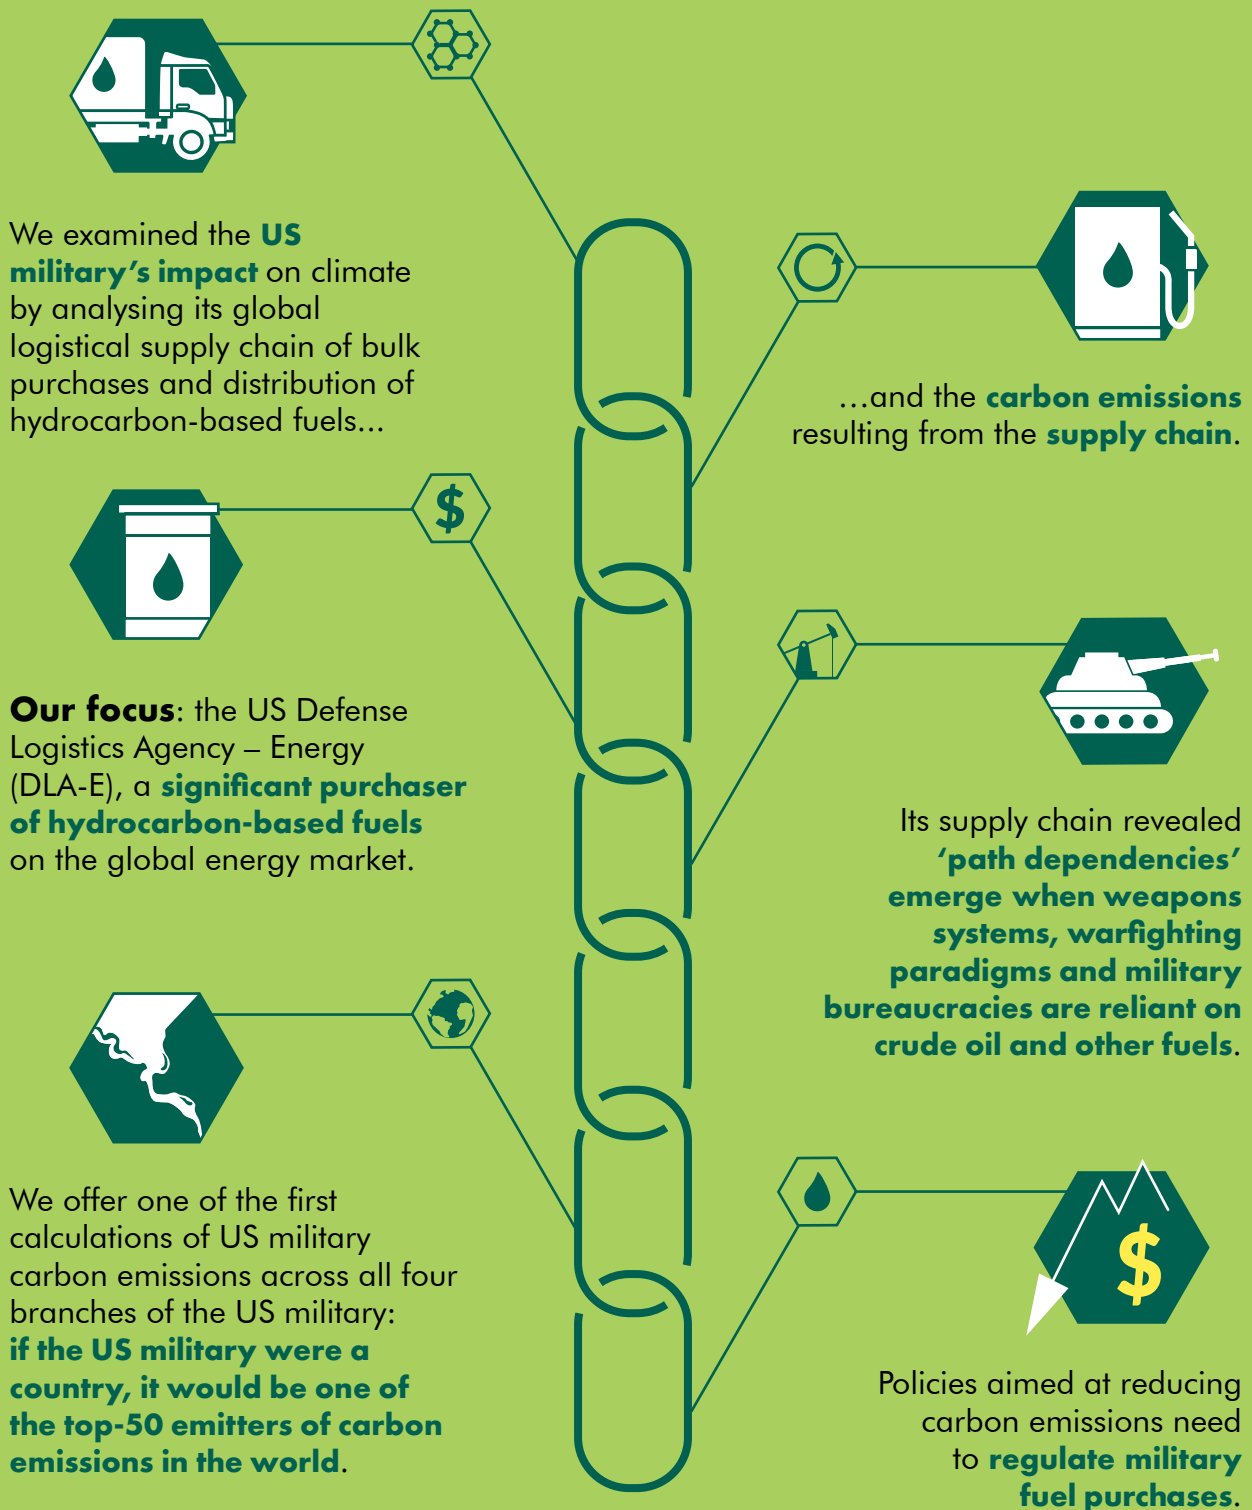 We examined the US
military’s impact on climate
by analysing its global
logistical supply chain of bulk
purchases and distribution of
hydrocarbon-based fuels...
...and the carbon emissions
resulting from the supply chain.
$
Our focus: the US Defense
Logistics Agency – Energy
(DLA-E), a significant purchaser
of hydrocarbon-based fuels
on the global energy market.
Its supply chain revealed
‘path dependencies’
emerge when weapons
systems, warfighting
paradigms and military
bureaucracies are reliant on
crude oil and other fuels.
We offer one of the first
calculations of US military
carbon emissions across all four
branches of the US military:
if the US military were a
country, it would be one of
the top-50 emitters of carbon
emissions in the world.
$
Policies aimed at reducing
carbon emissions need
to regulate military
fuel purchases.